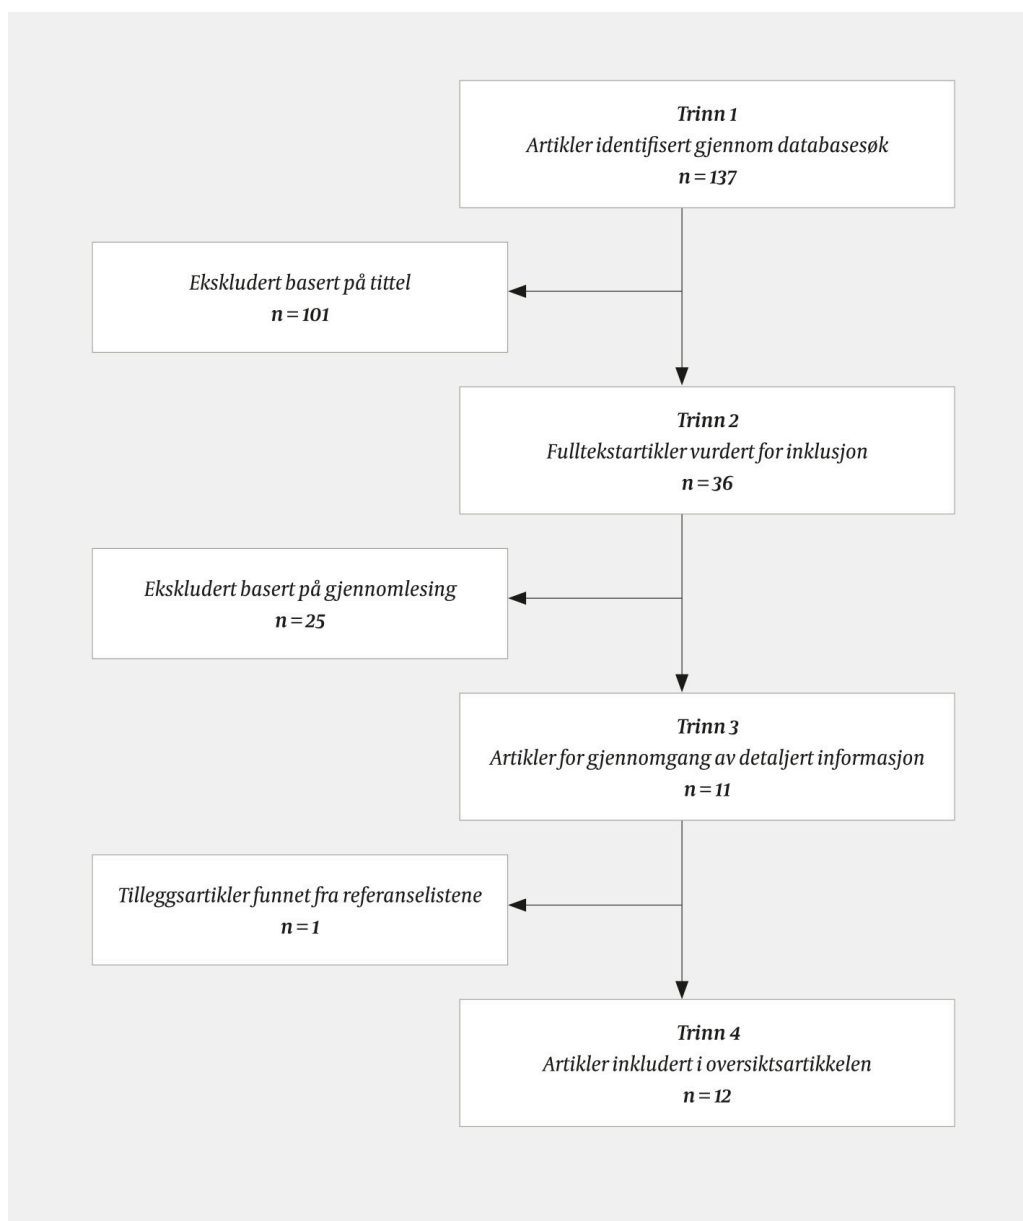 Trinn 1
Artikler identifisert gjennom databasesøk
n = 137
Ekskludert basert på tittel
n = 101
Trinn 2
Fulltekstartikler vurdert for inklusjon
n = 36
Ekskludert basert på gjennomlesing
n = 25
Trinn 3
Artikler for gjennomgang av detaljert informasjon
n = 11
Tilleggsartikler funnet fra referanselistene
n = 1
Trinn 4
Artikler inkludert i oversiktsartikkelen
n = 12